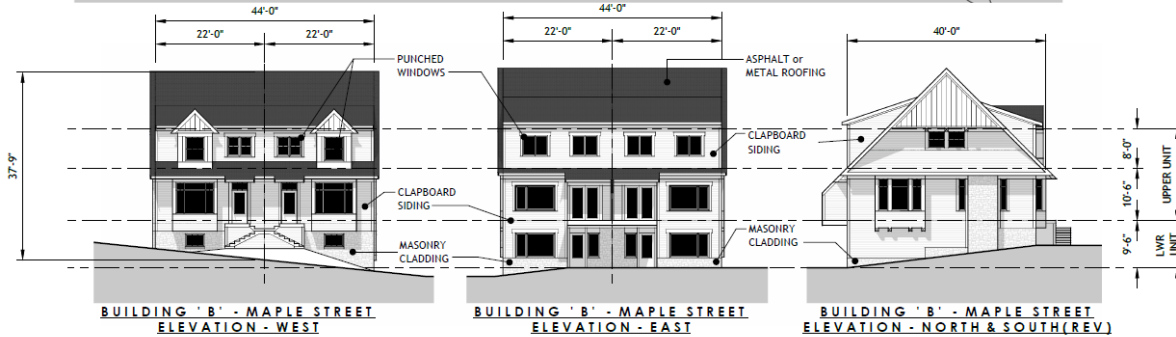 44'-0"
22'-0"
22'-0"
37'-9"
PUNCHED
WINDOWS
CLAPBOARD
SIDING
MASONRY
CLADDING
BUILDING 'B' - MAPLE STREET
ELEVATION - WEST
44'-0"
22'-0"
22'-0"
ASPHALT or
METAL ROOFING
CLAPBOARD
SIDING
MASONRY
CLADDING
BUILDING 'B' - MAPLE STREET
ELEVATION - EAST
40'-0"
8'-0"
10'-6"
9'-6"
UPPER UNIT
LWR
UNIT
BUILDING 'B' - MAPLE STREET
ELEVATION - NORTH & SOUTH(REV)